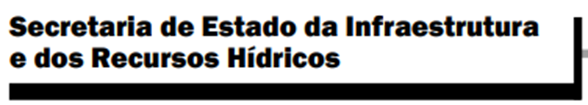 Secretaria de Estado da Infraestrutura
e dos Recursos Hídricos